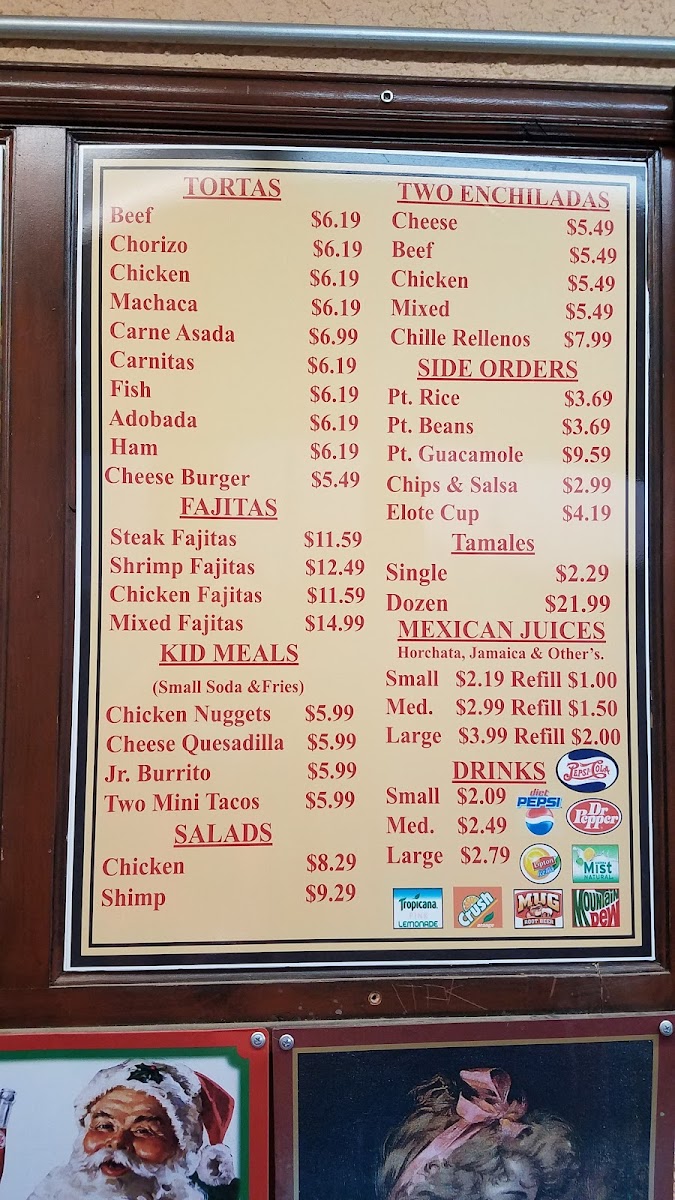 TORTAS
Beef $6.19
Chorizo $6.19
Chicken $6.19
Machaca $6.19
Carne Asada $6.99
Carnitas $6.19
Fish $6.19
Adobada $6.19
Ham $6.19
Cheese Burger $5.49
FAJITAS
Steak Fajitas $11.59
Shrimp Fajitas $12.49
Chicken Fajitas $11.59
Mixed Fajitas $14.99
KID MEALS
(Small Soda &Fries)
Chicken Nuggets $5.99
Cheese Quesadilla $5.99
Jr. Burrito $5.99
Two Mini Tacos $5.99
SALADS
Chicken $8.29
Shimp $9.29
TWO ENCHILADAS
Cheese $5.49
Beef $5.49
Chicken $5.49
Mixed $5.49
Chille Rellenos $7.99
SIDE ORDERS
Pt. Rice $3.69
Pt. Beans $3.69
Pt. Guacamole $9.59
Chips & Salsa $2.99
Elote Cup $4.19
Tamales
Single $2.29
Dozen $21.99
MEXICAN JUICES
Horchata, Jamaica & Other's.
Small $2.19 Refill $1.00
Med. $2.99 Refill $1.50
Large $3.99 Refill $2.00
DRINKS
Small $2.09
Med. $2.49
Large $2.79
PEPSI-COLA
diet
PEPSI
Dr
Pepper
Lipton
Mist
NATURAL
Tropicana
LEMONADE
Crush
orange
MUG
ROOT BEER
MOUNTAIN
DEW